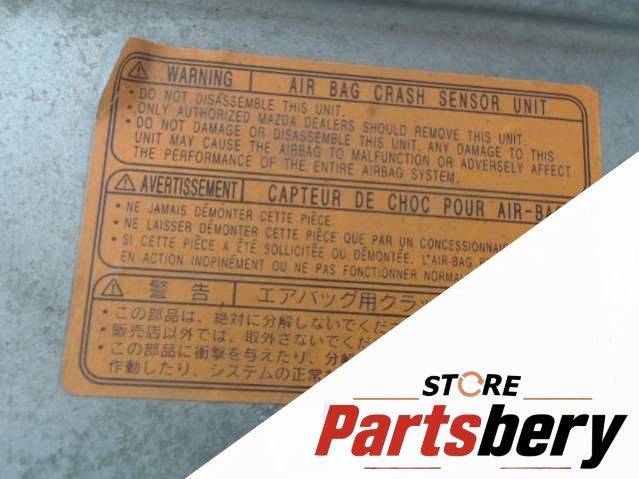 WARNING AIR BAG CRASH SENSOR UNIT
• DO NOT DISASSEMBLE THIS UNIT.
• ONLY AUTHORIZED MAZDA DEALERS SHOULD REMOVE THIS UNIT.
• DO NOT DAMAGE OR DISASSEMBLE THIS UNIT. ANY DAMAGE TO THIS
UNIT MAY CAUSE THE AIRBAG TO MALFUNCTION OR ADVERSELY AFFECT
THE PERFORMANCE OF THE ENTIRE AIRBAG SYSTEM.
AVERTISSEMENT CAPTEUR DE CHOC POUR AIR-BAG
• NE JAMAIS DÉMONTER CETTE PIÈCE.
• NE LAISSER DÉMONTER CETTE PIÈCE QUE PAR UN CONCESSIONNAI
• SI CETTE PIÈCE A ÉTÉ SOLLICITÉE OU DÉMONTÉE. L'AIR-BAG
EN ACTION INOPINÉMENT OU NE PAS FONCTIONNER NORMA
警告 エアバッグ用クラッ
• この部品は、絶対に分解しないでくだ
• 販売店以外では、取外さないでくだ
• この部品に衝撃を与えたり、分解
作動したり、システムの正常な
STORE
Partsbery